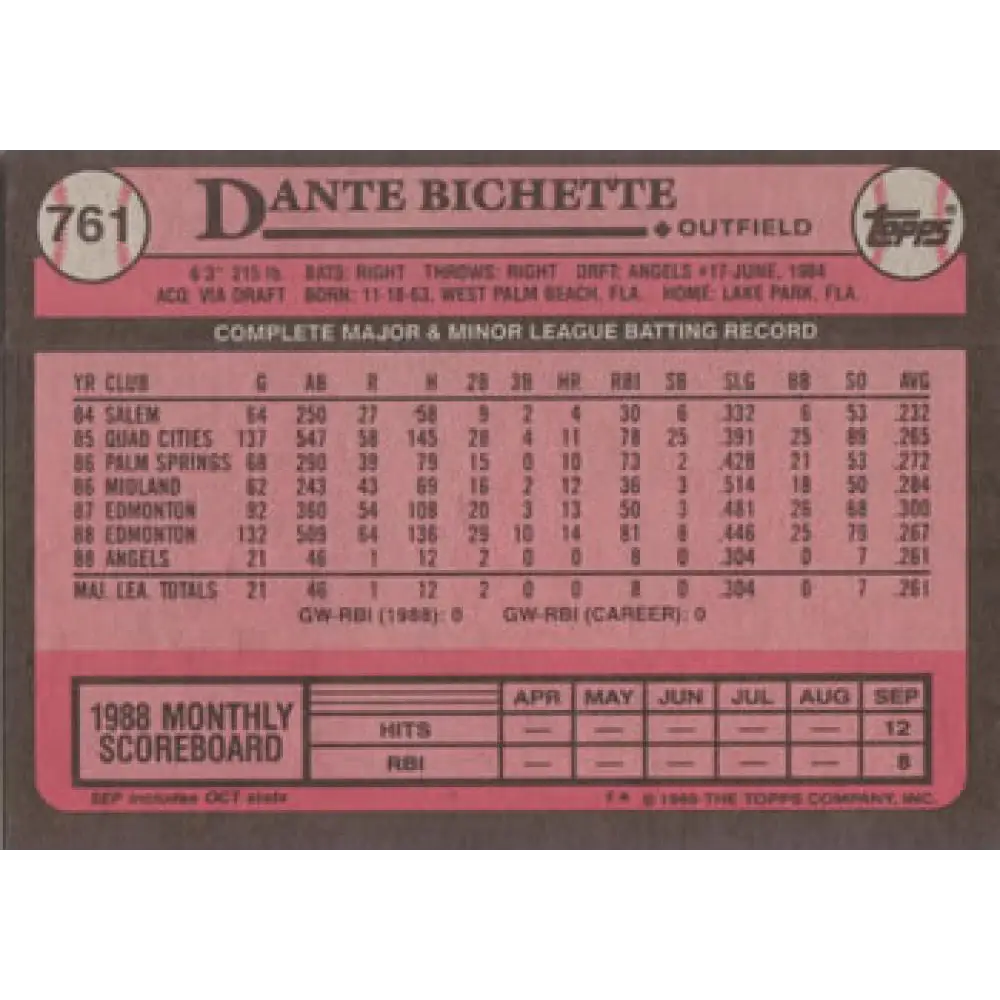 761
DANTE BICHETTE
◆ OUTFIELD
TOPPS®
6'3" 215 lb. BATS: RIGHT THROWS: RIGHT DRFT: ANGELS #17-JUNE, 1984
ACQ: VIA DRAFT BORN: 11-18-63, WEST PALM BEACH, FLA. HOME: LAKE PARK, FLA.
COMPLETE MAJOR & MINOR LEAGUE BATTING RECORD
YR CLUB G AB R H 2B 3B HR RBI SB SLG BB SO AVG
84 SALEM 64 250 27 58 9 2 4 30 6 .332 6 53 .232
85 QUAD CITIES 137 547 58 145 28 4 11 78 25 .391 25 89 .265
86 PALM SPRINGS 68 290 39 79 15 0 10 73 2 .428 21 53 .272
86 MIDLAND 62 243 43 69 16 2 12 36 3 .514 18 50 .284
87 EDMONTON 92 360 54 108 20 3 13 50 3 .481 26 68 .300
88 EDMONTON 132 509 64 136 29 10 14 81 8 .446 25 79 .267
88 ANGELS 21 46 1 12 2 0 0 8 0 .304 0 7 .261
MAJ. LEA. TOTALS 21 46 1 12 2 0 0 8 0 .304 0 7 .261
GW-RBI (1988): 0 GW-RBI (CAREER): 0
1988 MONTHLY SCOREBOARD
APR MAY JUN JUL AUG SEP
HITS — — — — — 12
RBI — — — — — 8
SEP includes OCT stats
© 1989 THE TOPPS COMPANY, INC.